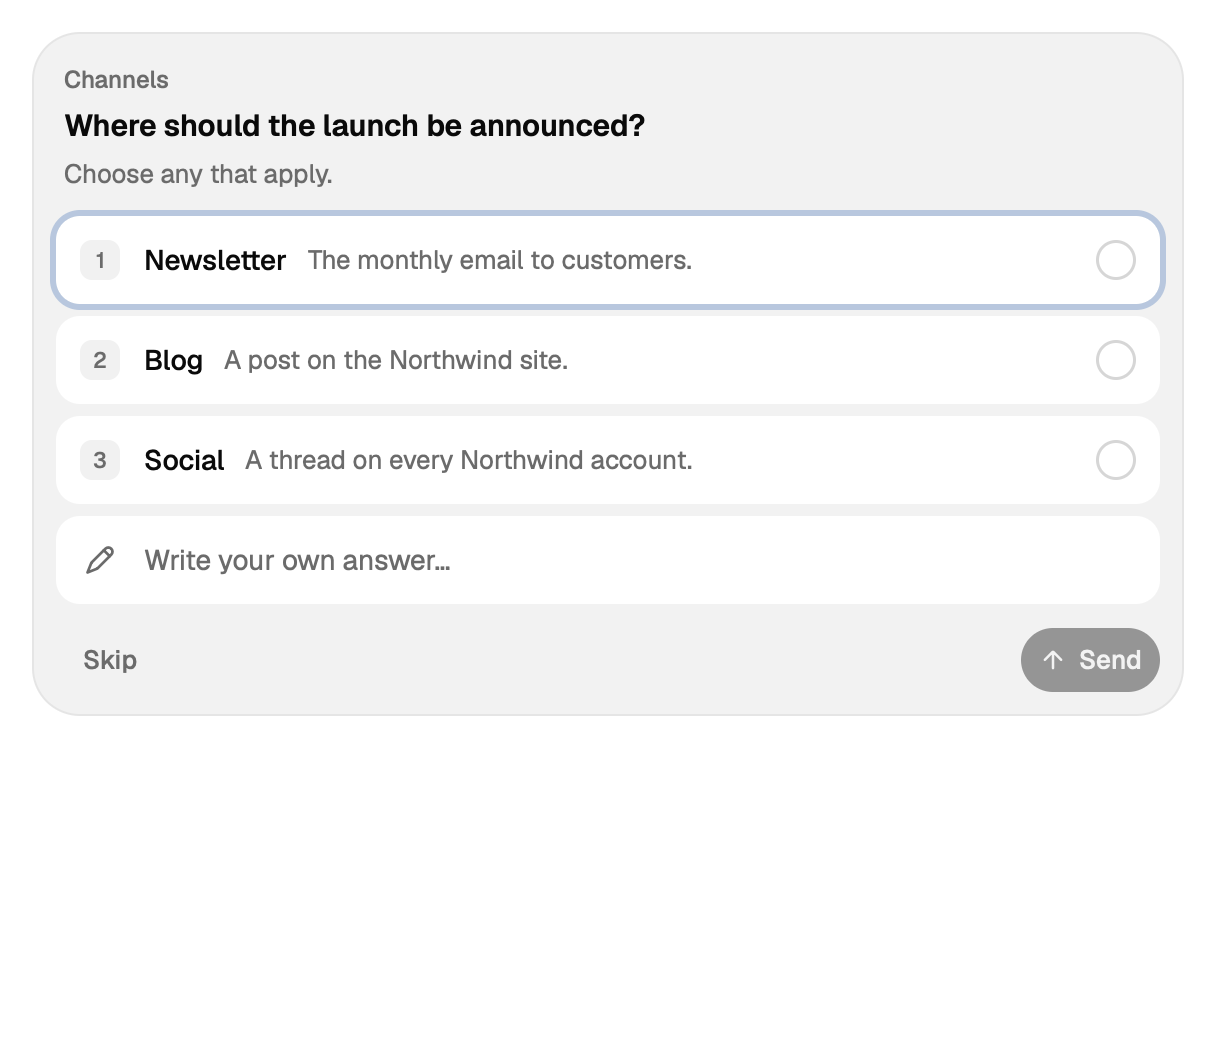 Channels
Where should the launch be announced?
Choose any that apply.
1 Newsletter The monthly email to customers.
2 Blog A post on the Northwind site.
3 Social A thread on every Northwind account.
Write your own answer...
Skip Send